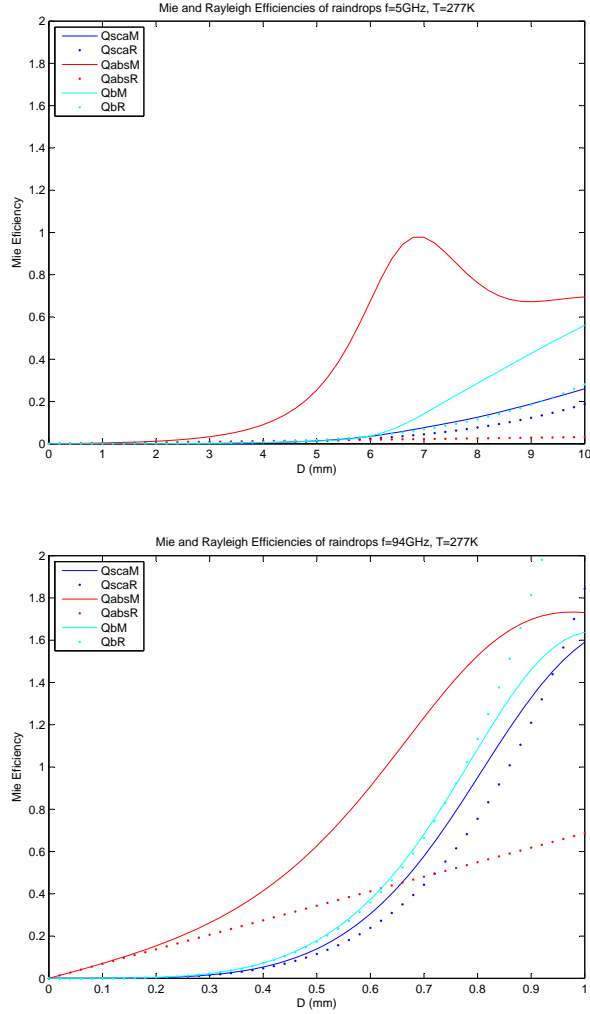 Mie and Rayleigh Efficiencies of raindrops f=5GHz, T=277K
2
1.8
1.6
1.4
1.2
1
0.8
0.6
0.4
0.2
0
Mie Eficiency
QscaM
QscaR
QabsM
QabsR
QbM
QbR
0 1 2 3 4 5 6 7 8 9 10
D (mm)
Mie and Rayleigh Efficiencies of raindrops f=94GHz, T=277K
2
1.8
1.6
1.4
1.2
1
0.8
0.6
0.4
0.2
0
Mie Eficiency
QscaM
QscaR
QabsM
QabsR
QbM
QbR
0 0.1 0.2 0.3 0.4 0.5 0.6 0.7 0.8 0.9 1
D (mm)